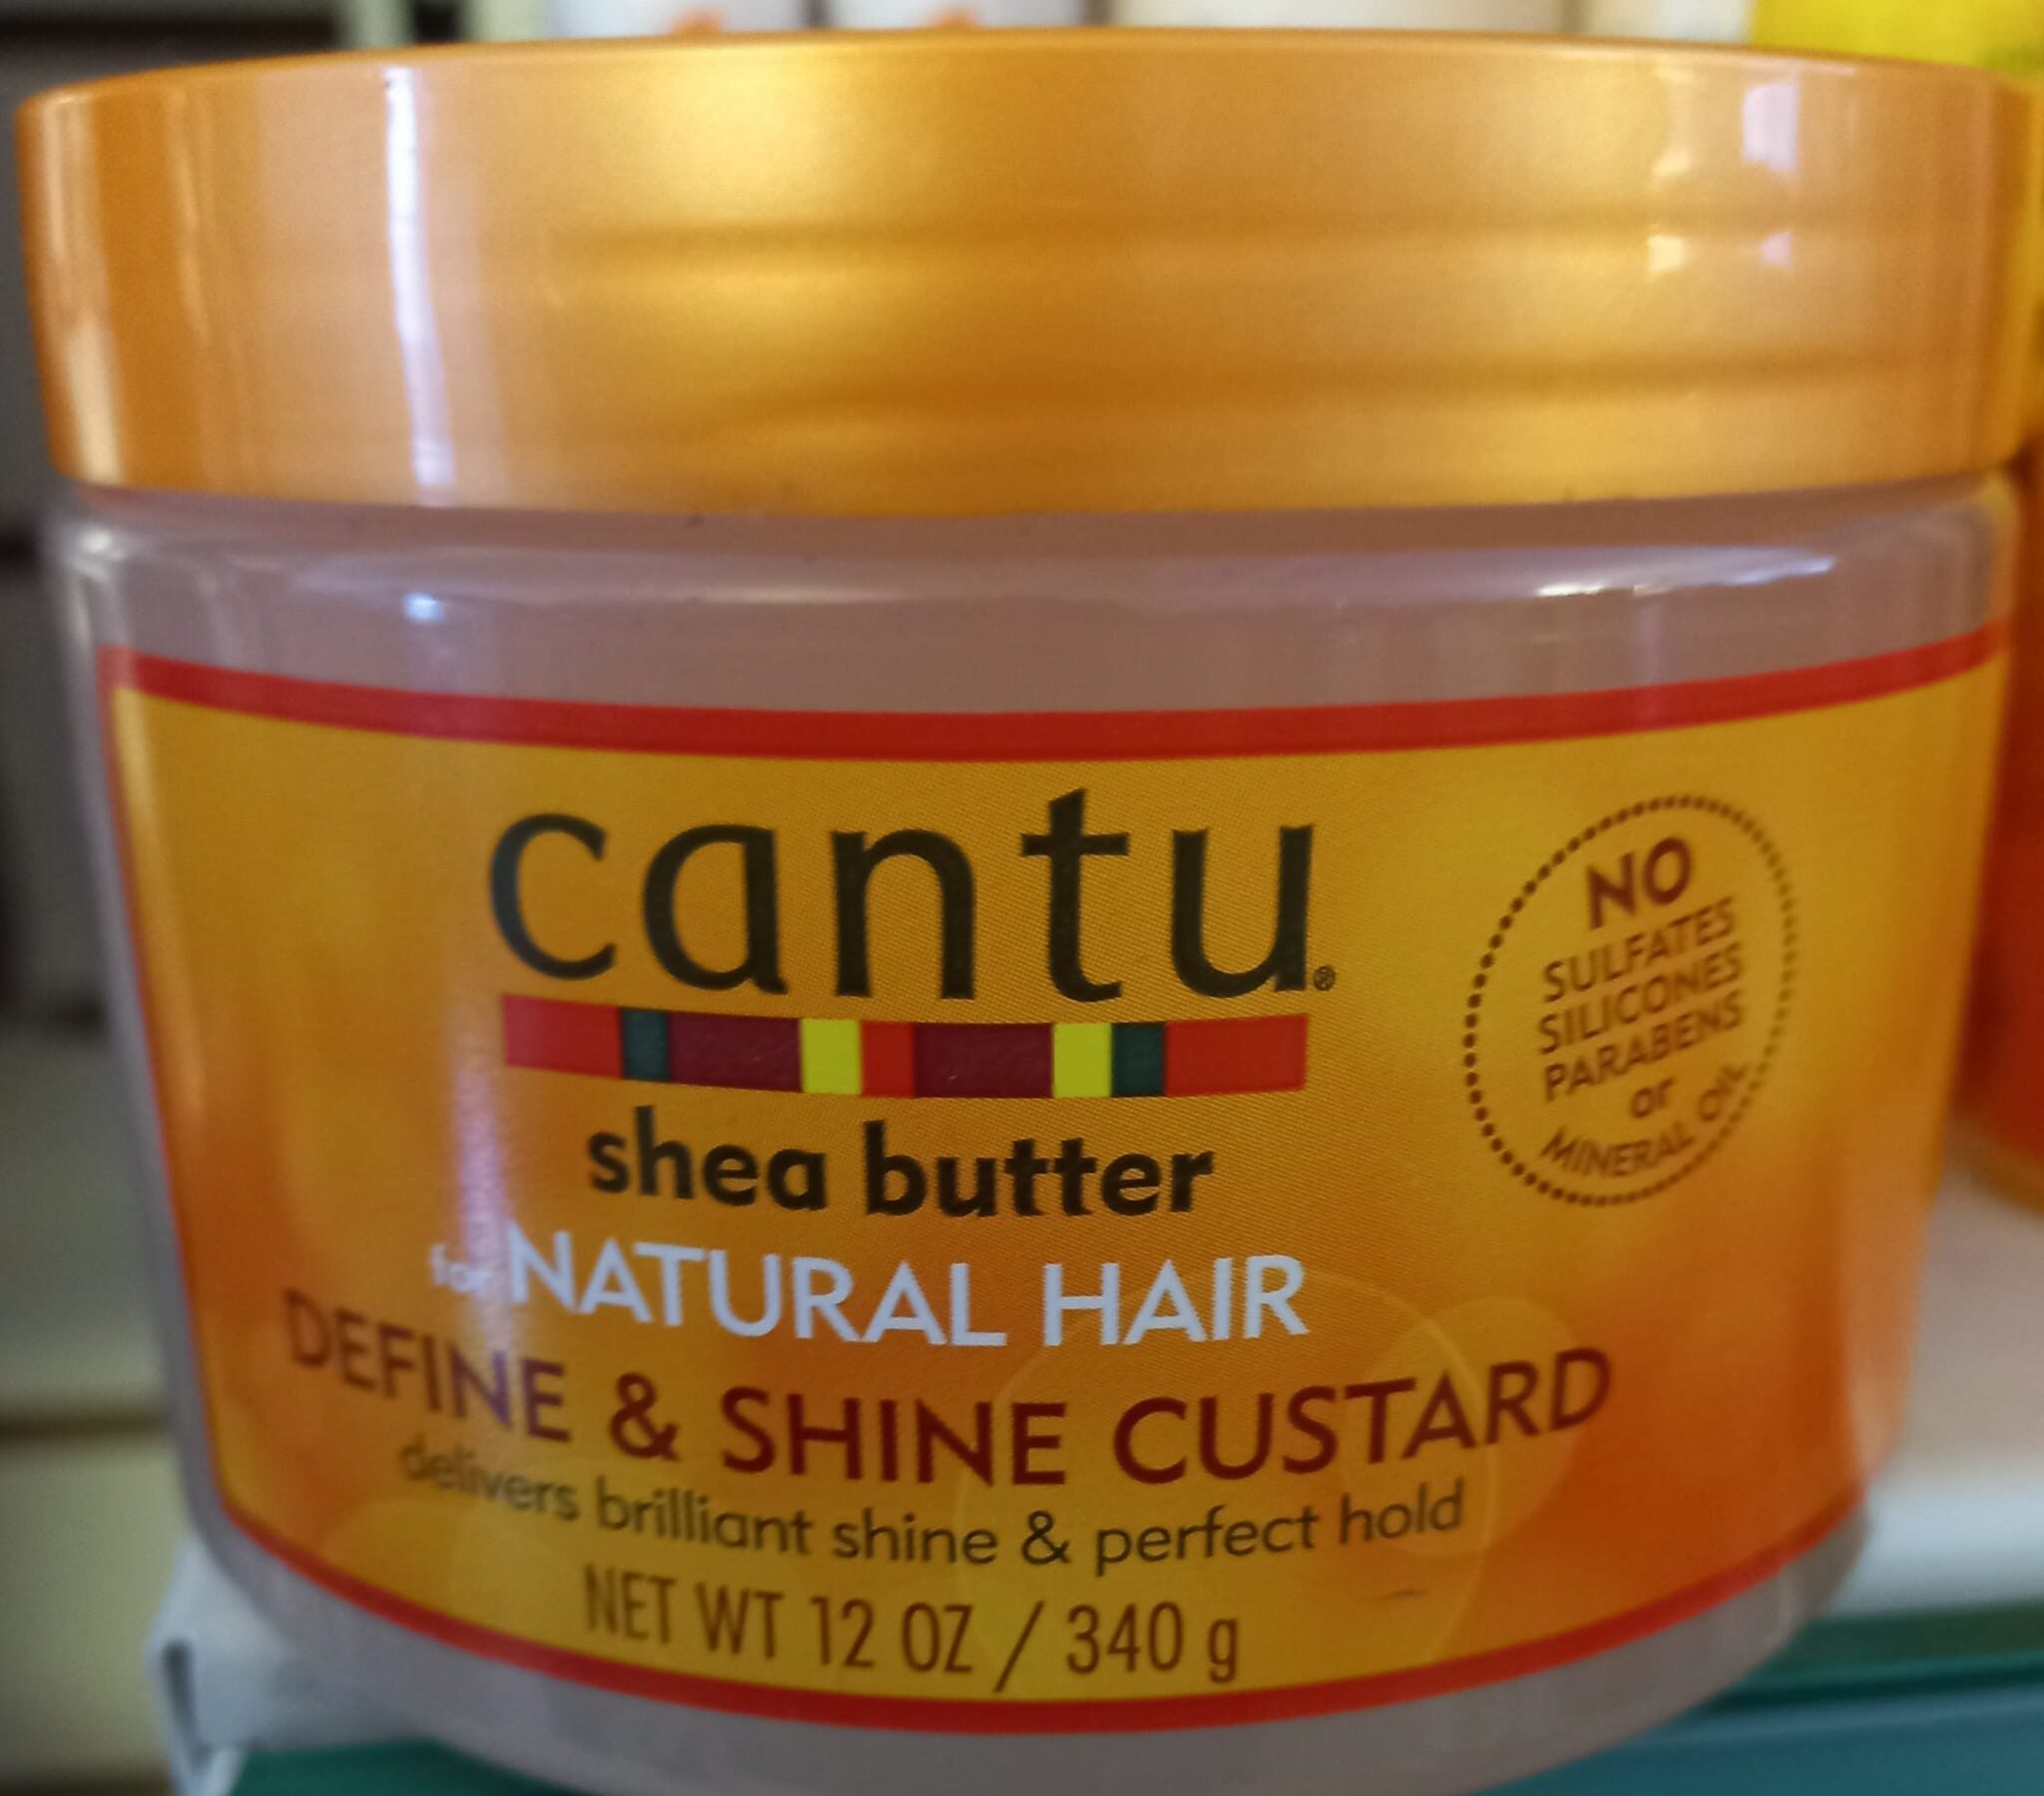 cantu®
shea butter
for NATURAL HAIR
DEFINE & SHINE CUSTARD
delivers brilliant shine & perfect hold
NET WT 12 OZ / 340 g
NO
SULFATES
SILICONES
PARABENS
or
MINERAL OIL